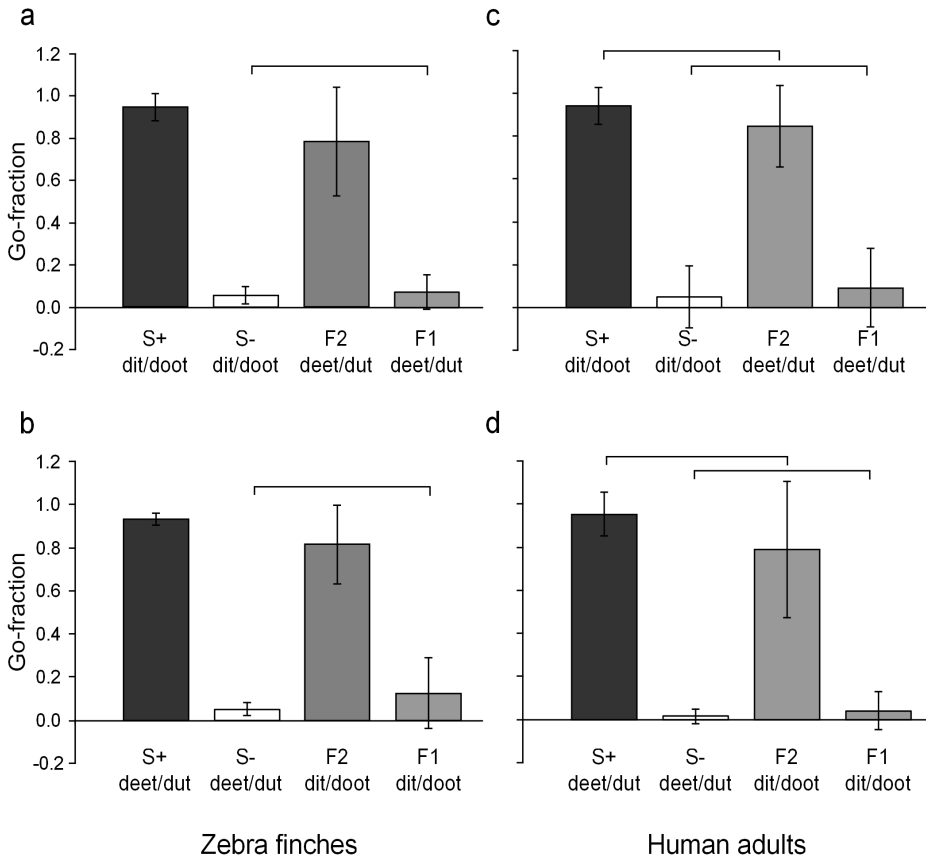 a
1.2
1.0
0.8
0.6
0.4
0.2
0.0
-0.2
Go-fraction
S+ S- F2 F1
dit/doot dit/doot deet/dut deet/dut
c
S+ S- F2 F1
dit/doot dit/doot deet/dut deet/dut
b
1.2
1.0
0.8
0.6
0.4
0.2
0.0
-0.2
Go-fraction
S+ S- F2 F1
deet/dut deet/dut dit/doot dit/doot
d
S+ S- F2 F1
deet/dut deet/dut dit/doot dit/doot
Zebra finches
Human adults